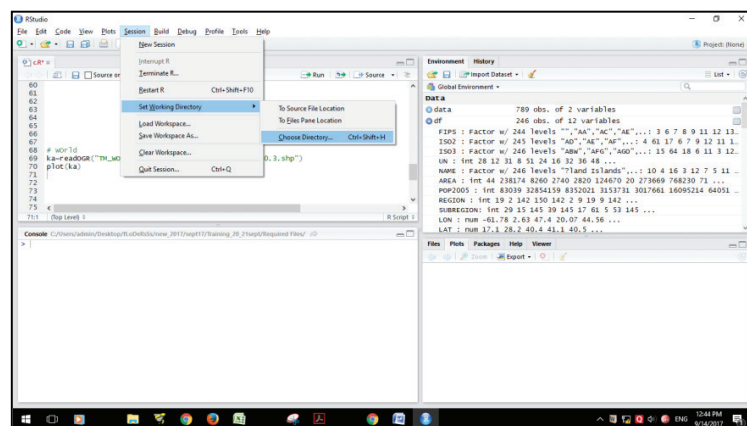 RStudio
File Edit Code View Plots Session Build Debug Profile Tools Help
Project: (None)
New Session
Interrupt R
Terminate R...
Restart R Ctrl+Shift+F10
Set Working Directory
Load Workspace...
Save Workspace As...
Clear Workspace...
Quit Session... Ctrl+Q
To Source File Location
To Files Pane Location
Choose Directory... Ctrl+Shift+H
c.R*
Source on
Run Source
60
61
62
63
64
65
66
67
68 # World
69 ka=readOGR("TM_WO 0.3.shp")
70 plot(ka)
71
72
73
74
75
71:1 (Top Level) R Script
Console C:/Users/admin/Desktop/
>
Environment History
Import Dataset List
Global Environment
Data
data 789 obs. of 2 variables
df 246 obs. of 12 variables
FIPS : Factor w/ 244 levels "","AA","AC","AE",..: 3 6 7 8 9 11 12 13…
ISO2 : Factor w/ 245 levels "AD","AE","AF",..: 4 61 17 6 7 9 12 11 1…
ISO3 : Factor w/ 246 levels "ABW","AFG","AGO",..: 15 64 18 6 11 3 12…
UN : int 28 12 31 8 51 24 16 32 36 48 ...
NAME : Factor w/ 246 levels "?land Islands",..: 10 4 16 3 12 7 5 11 …
AREA : int 44 238174 8260 2740 2820 124670 20 273669 768230 71 ...
POP2005 : int 83039 32854159 8352021 3153731 3017661 16095214 64051 …
REGION : int 19 2 142 150 142 2 9 19 9 142 ...
SUBREGION: int 29 15 145 39 145 17 61 5 53 145 ...
LON : num -61.78 2.63 47.4 20.07 44.56 ...
LAT : num 17.1 28.2 40.4 41.1 40.5 ...
Files Plots Packages Help Viewer
Export
ENG
12:44 PM
9/14/2017